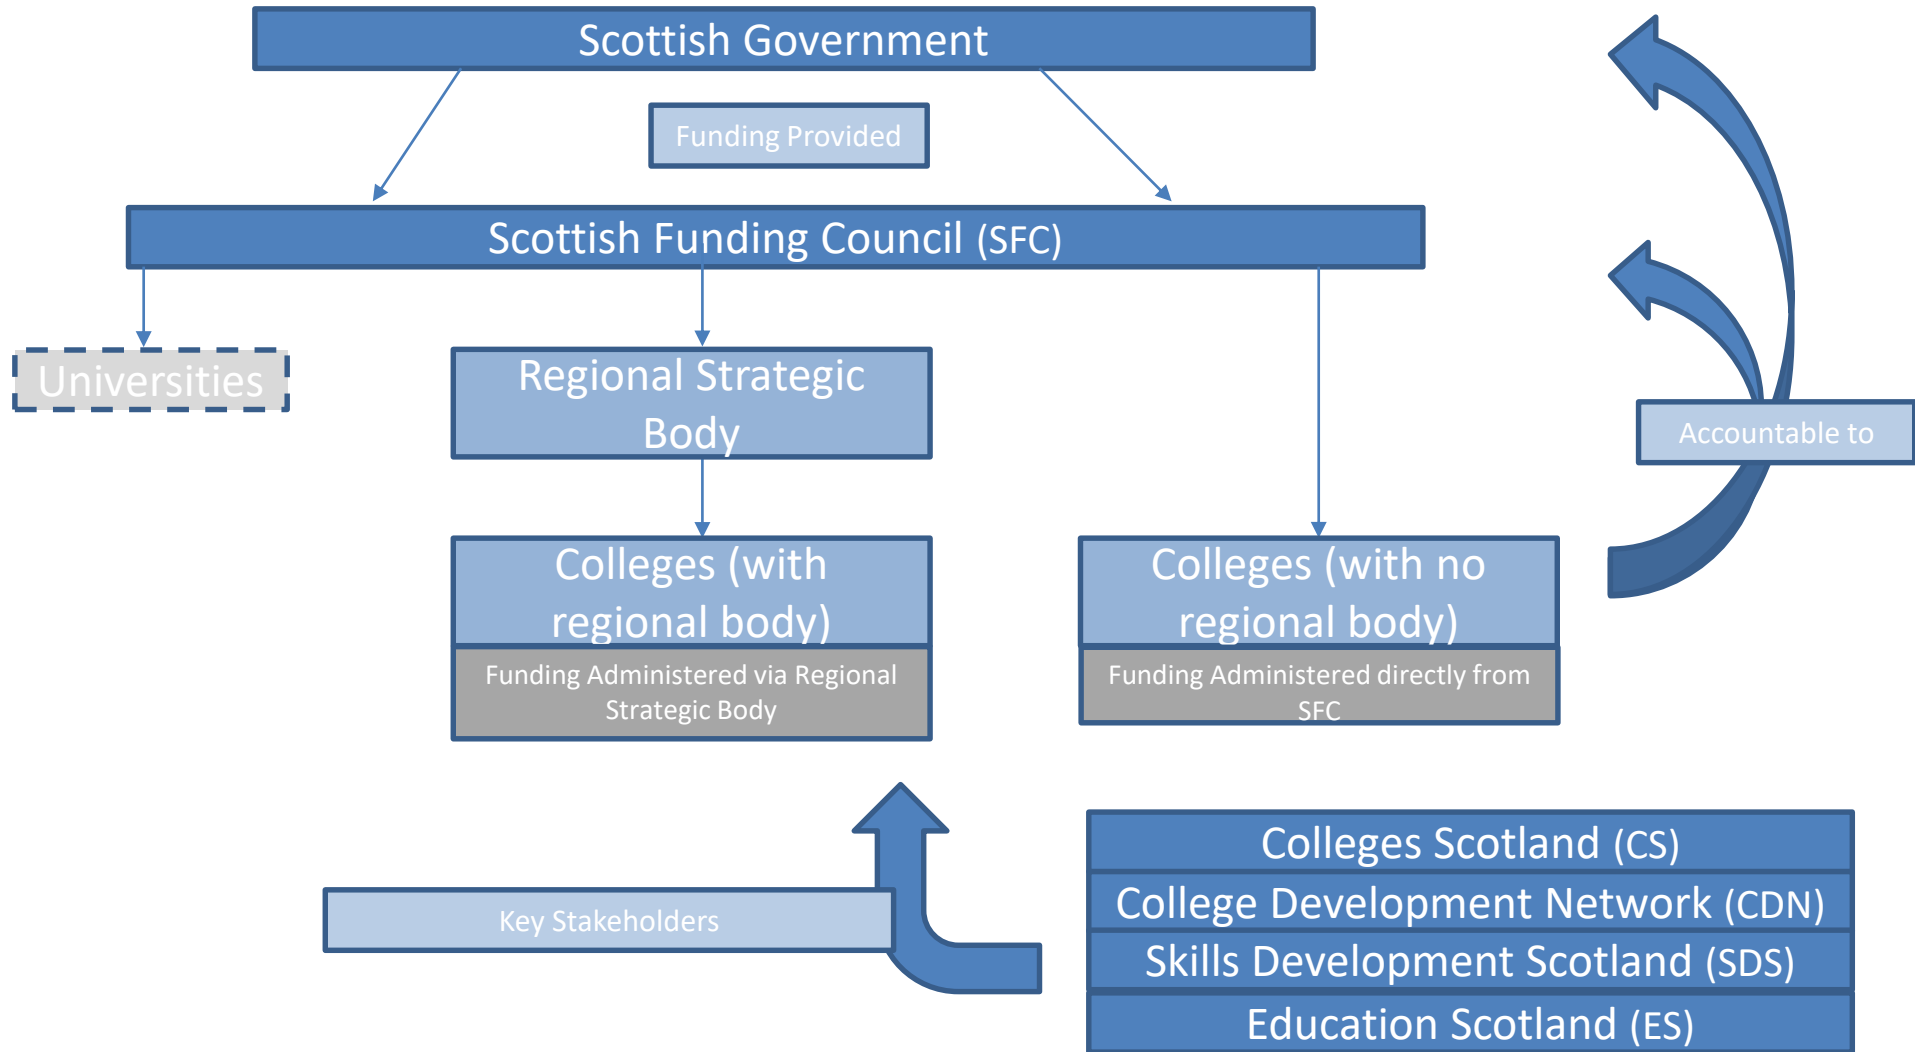 Scottish Government
Funding Provided
Scottish Funding Council (SFC)
Universities
Regional Strategic
Body
Accountable to
Colleges (with
regional body)
Funding Administered via Regional
Strategic Body
Colleges (with no
regional body)
Funding Administered directly from
SFC
Key Stakeholders
Colleges Scotland (CS)
College Development Network (CDN)
Skills Development Scotland (SDS)
Education Scotland (ES)